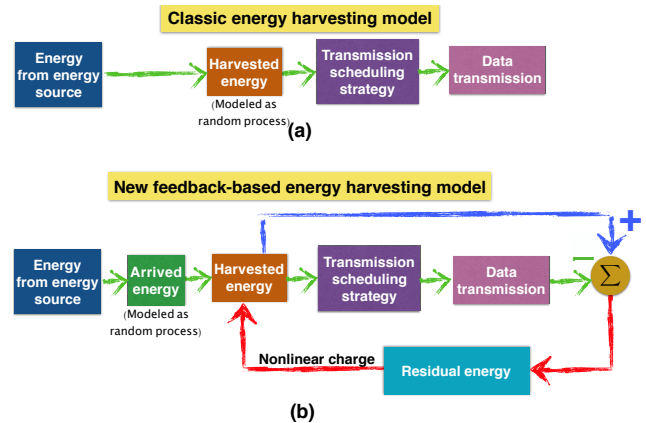 Classic energy harvesting model
Energy
from energy
source
Harvested
energy
(Modeled as
random process)
Transmission
scheduling
strategy
Data
transmission
(a)
New feedback-based energy harvesting model
+
Energy
from energy
source
Arrived
energy
(Modeled as
random process)
Harvested
energy
Transmission
scheduling
strategy
Data
transmission
−
Σ
Nonlinear charge
Residual energy
(b)